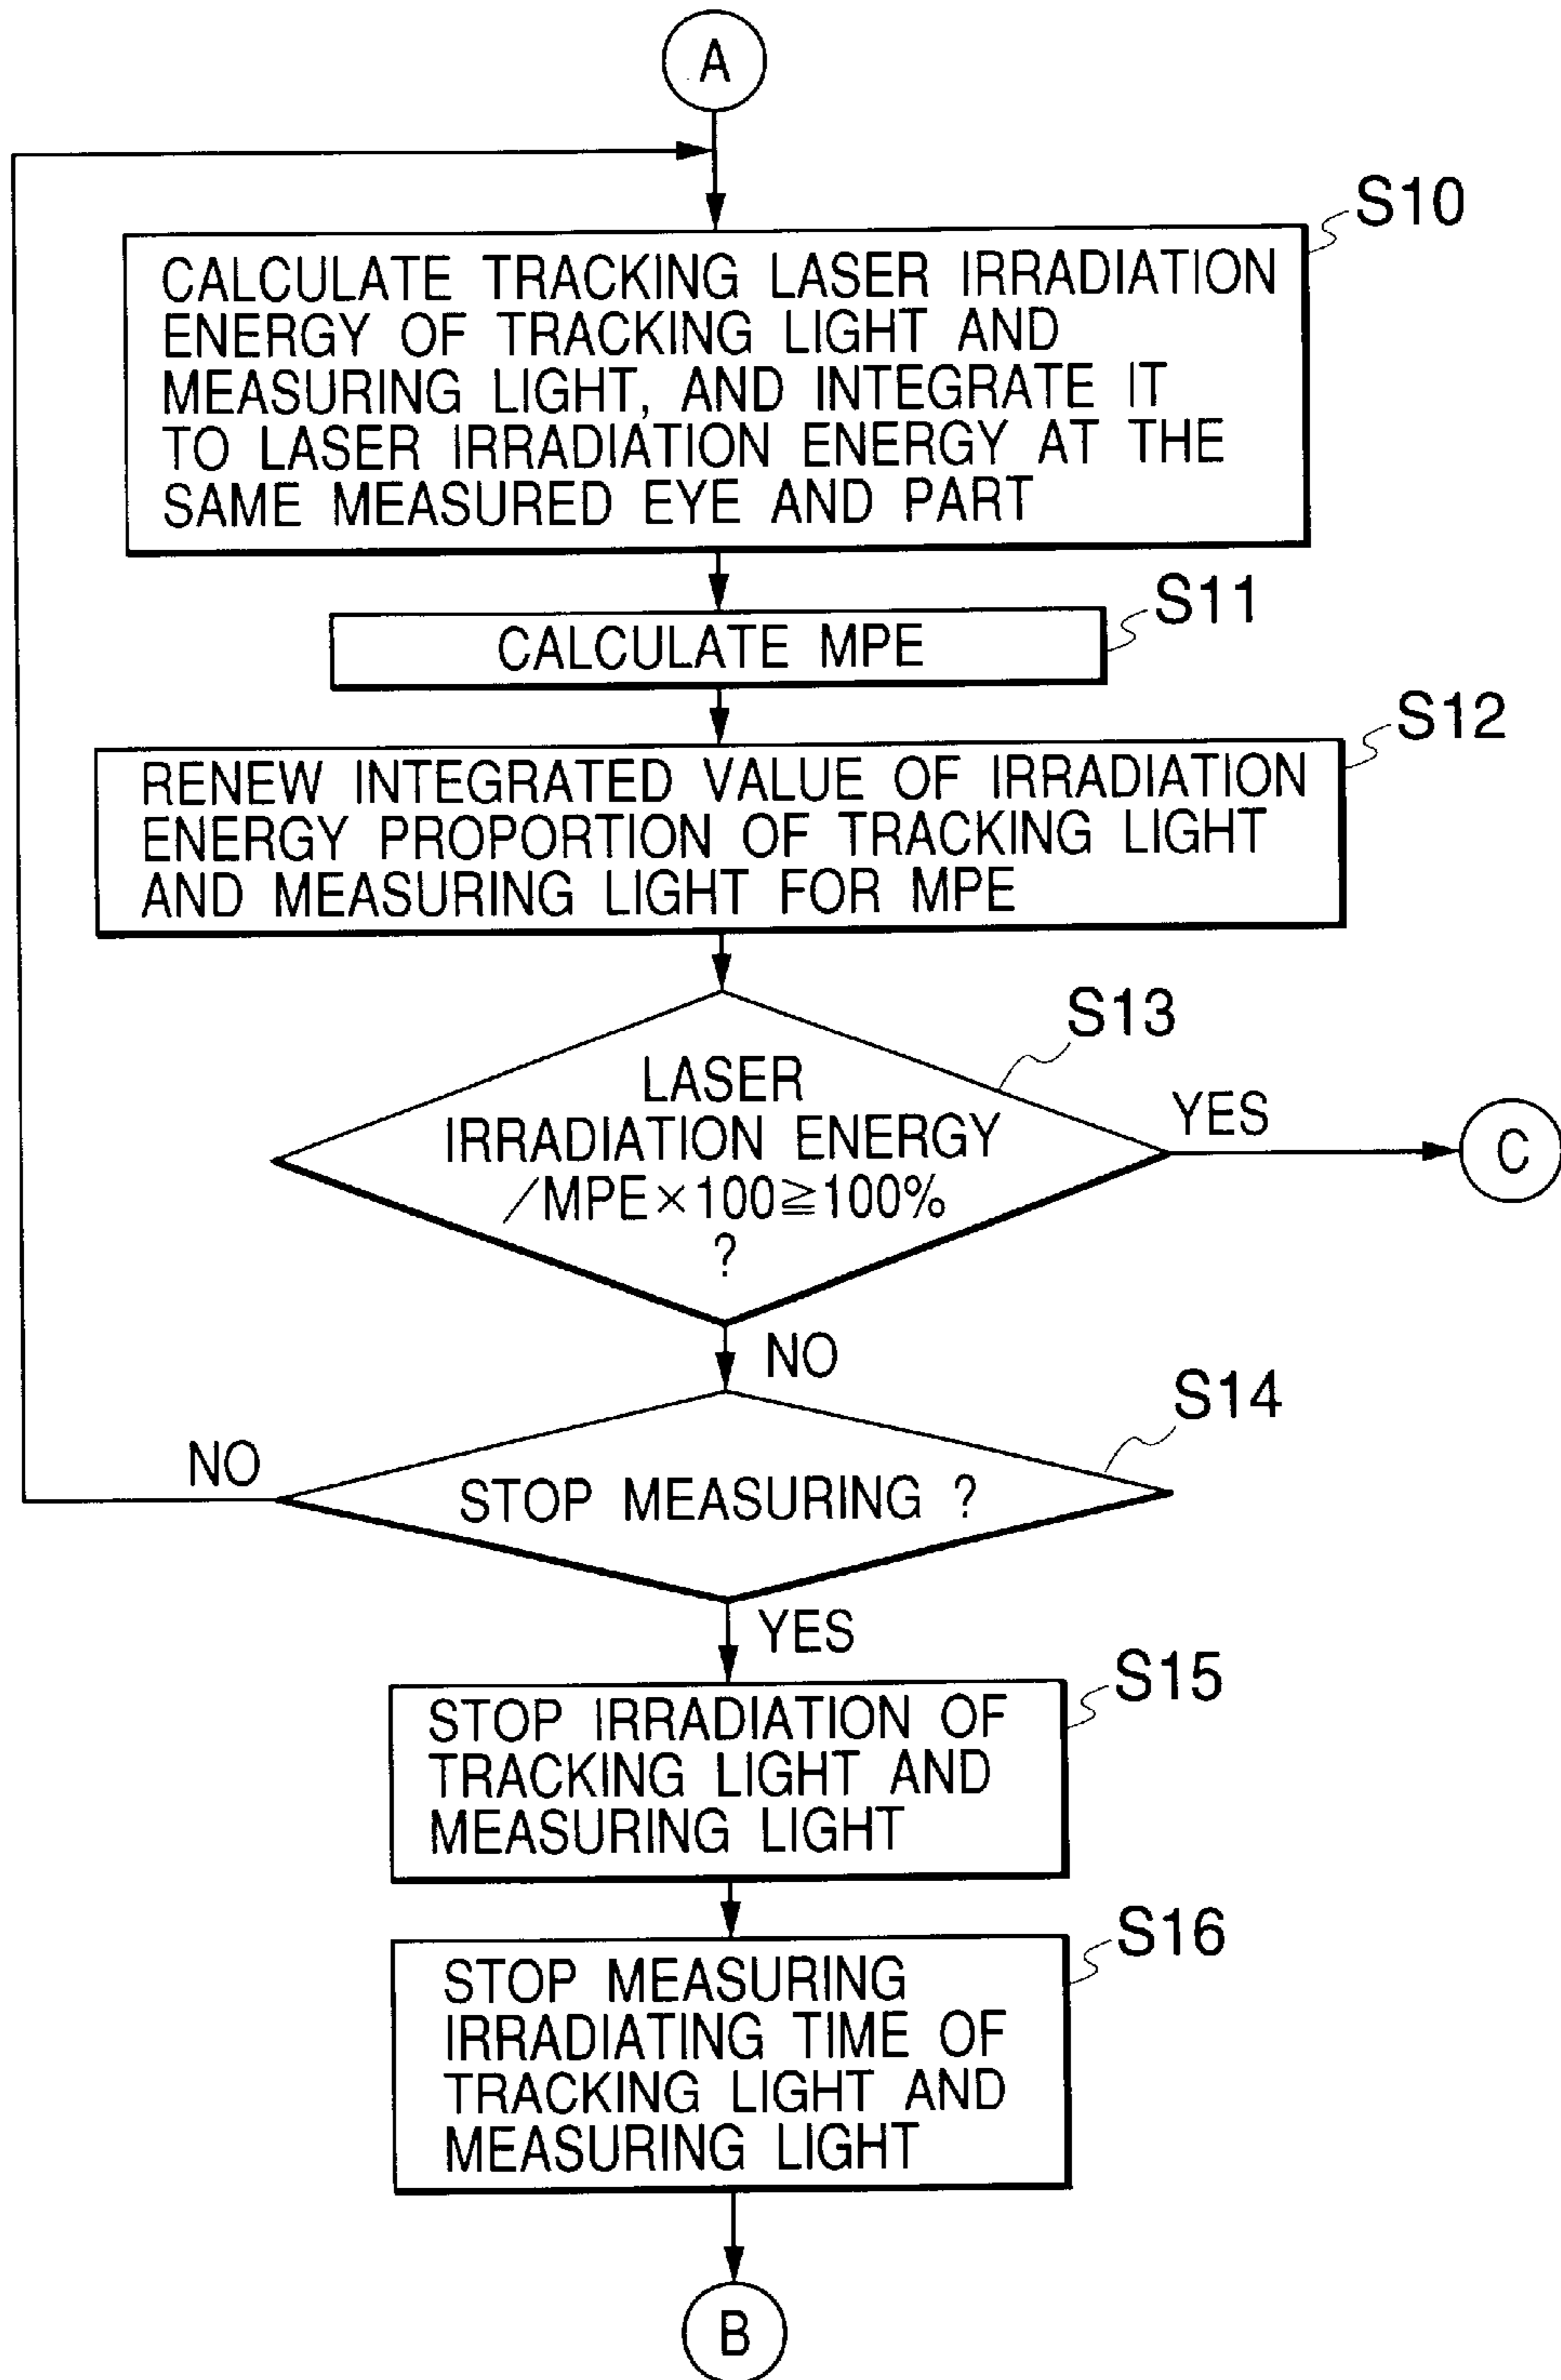 A
S10
CALCULATE TRACKING LASER IRRADIATION
ENERGY OF TRACKING LIGHT AND
MEASURING LIGHT, AND INTEGRATE IT
TO LASER IRRADIATION ENERGY AT THE
SAME MEASURED EYE AND PART
S11
CALCULATE MPE
S12
RENEW INTEGRATED VALUE OF IRRADIATION
ENERGY PROPORTION OF TRACKING LIGHT
AND MEASURING LIGHT FOR MPE
S13
LASER
IRRADIATION ENERGY
/MPE×100≧100%
?
YES
C
NO
S14
NO
STOP MEASURING ?
YES
S15
STOP IRRADIATION OF
TRACKING LIGHT AND
MEASURING LIGHT
S16
STOP MEASURING
IRRADIATING TIME OF
TRACKING LIGHT AND
MEASURING LIGHT
B